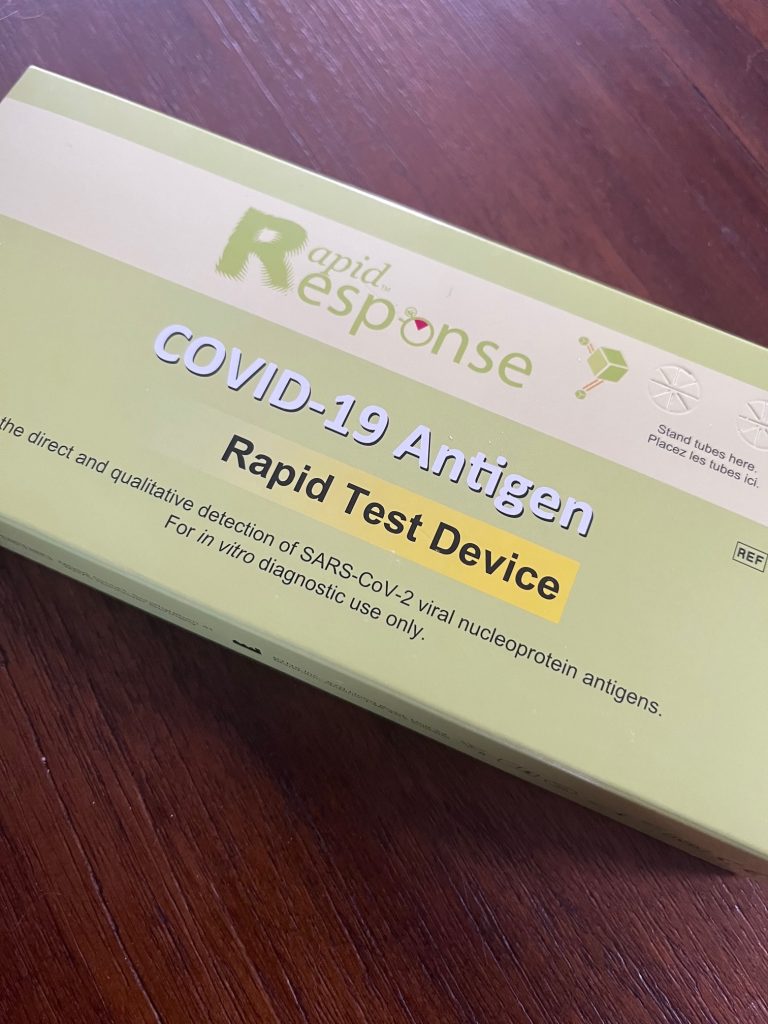 Rapid™
Response
COVID-19 Antigen
Rapid Test Device
the direct and qualitative detection of SARS-CoV-2 viral nucleoprotein antigens.
For in vitro diagnostic use only.
Stand tubes here.
Placez les tubes ici.
REF